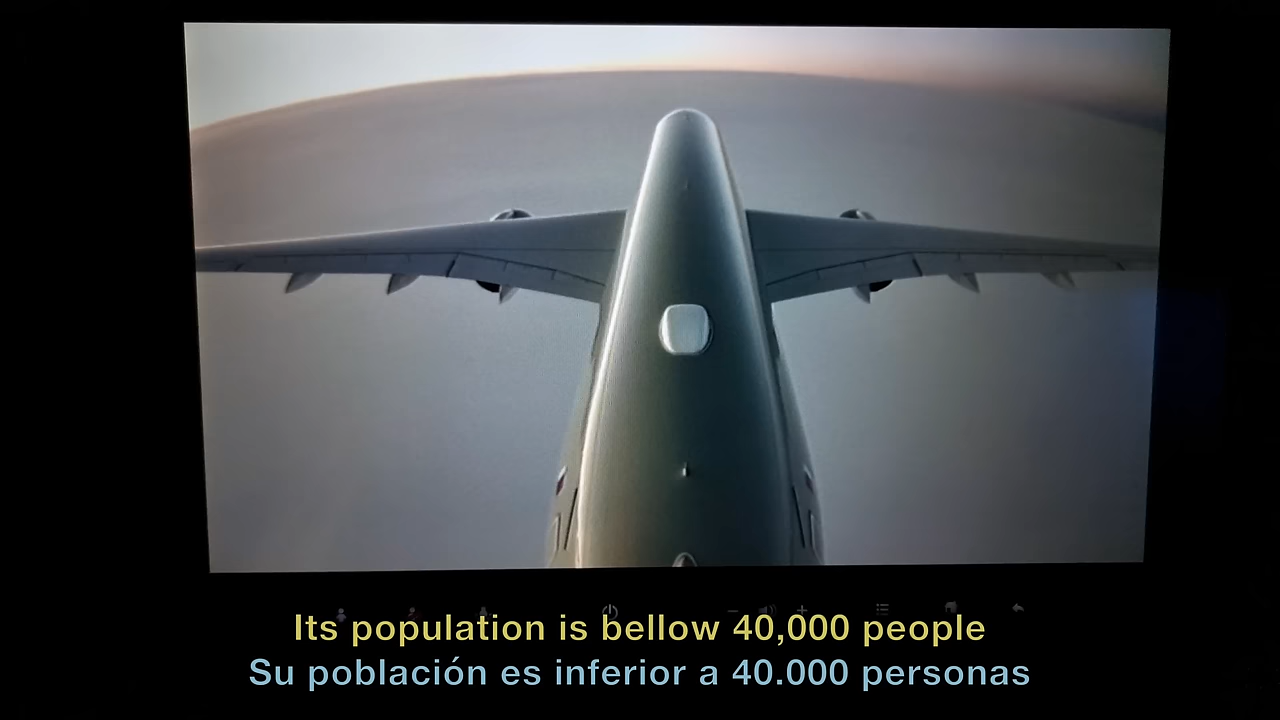 Its population is bellow 40,000 people
Su población es inferior a 40.000 personas